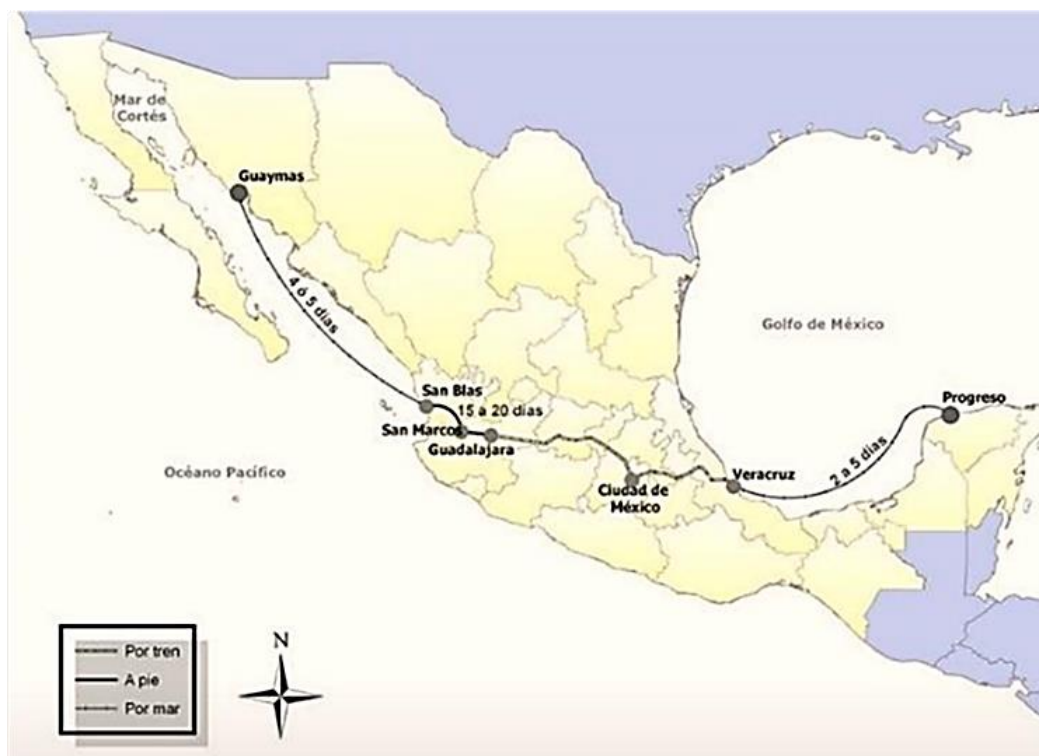 Mar de
Cortés
Guaymas
4 ó 5 días
Golfo de México
San Blas
15 a 20 días
Progreso
San Marcos
Guadalajara
2 a 5 días
Océano Pacífico
Veracruz
Ciudad de
México
Por tren
A pie
Por mar
N